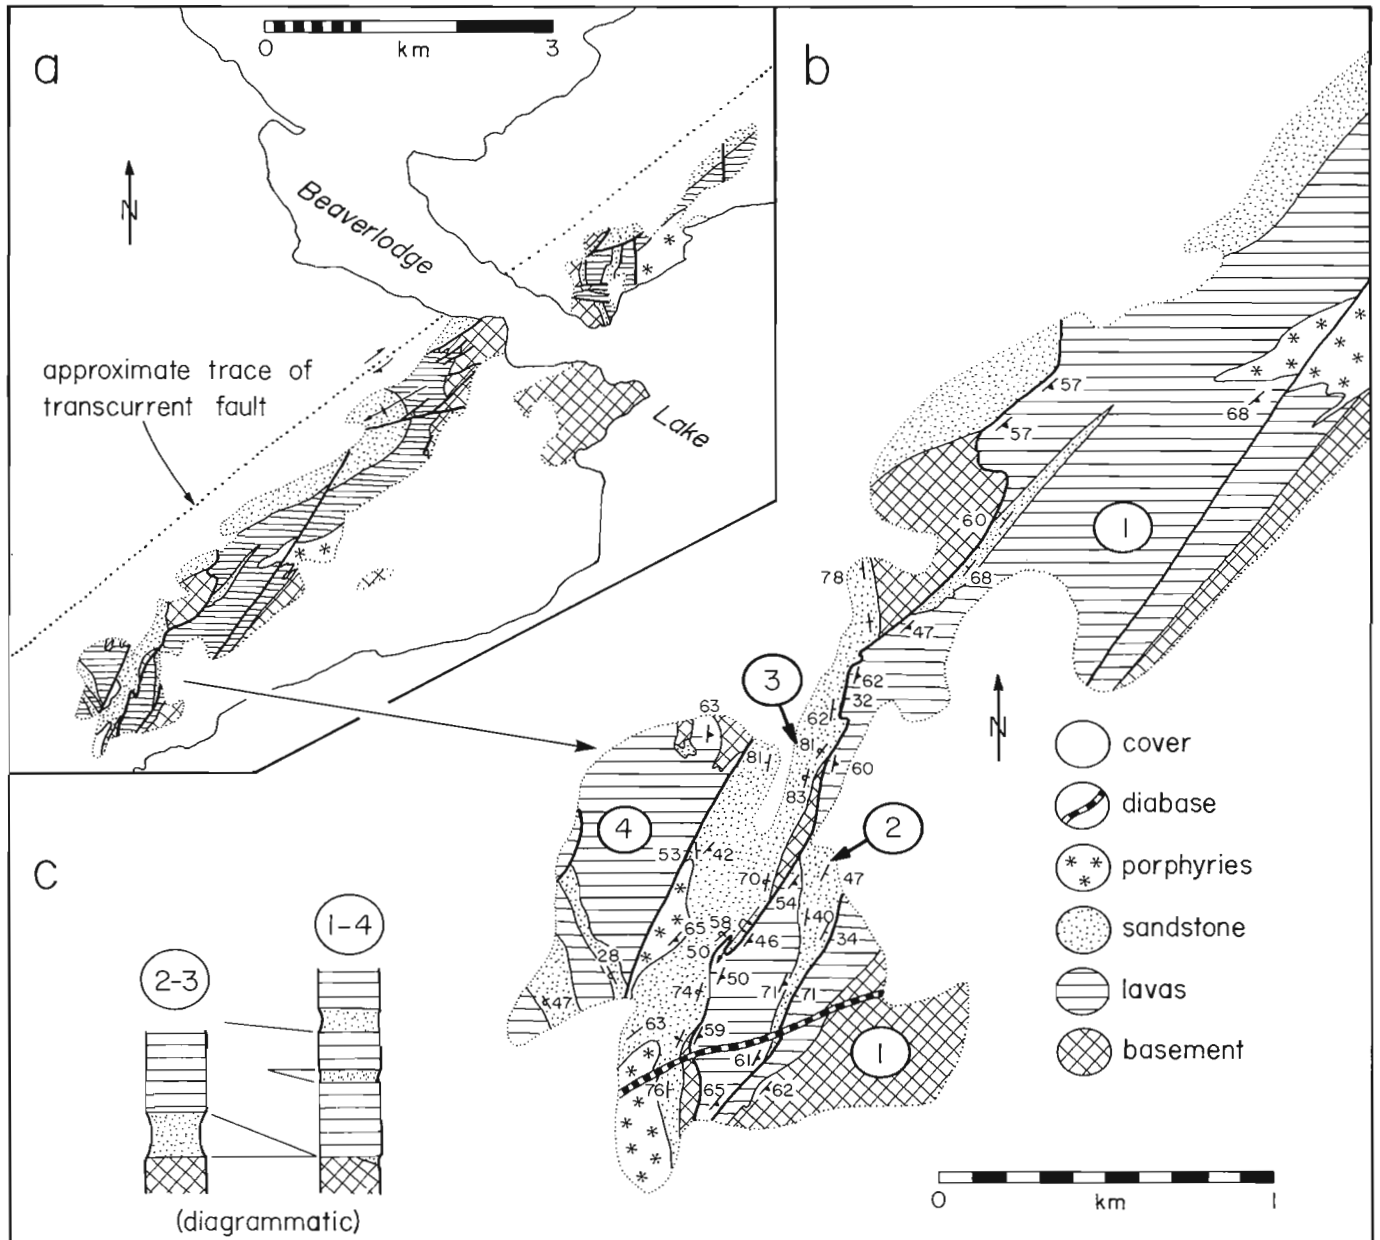 a
0 km 3
N
Beaverlodge
Lake
approximate trace of
transcurrent fault
b
57
57
68
1
60
68
78
47
3
62
32
62
63
81
81
60
83
4
2
53
42
70
47
54
40
65
58
50
46
34
28
50
47
74
71
71
63
59
61
1
76
65
62
N
cover
diabase
porphyries
sandstone
lavas
basement
0 km 1
c
1-4
2-3
(diagrammatic)